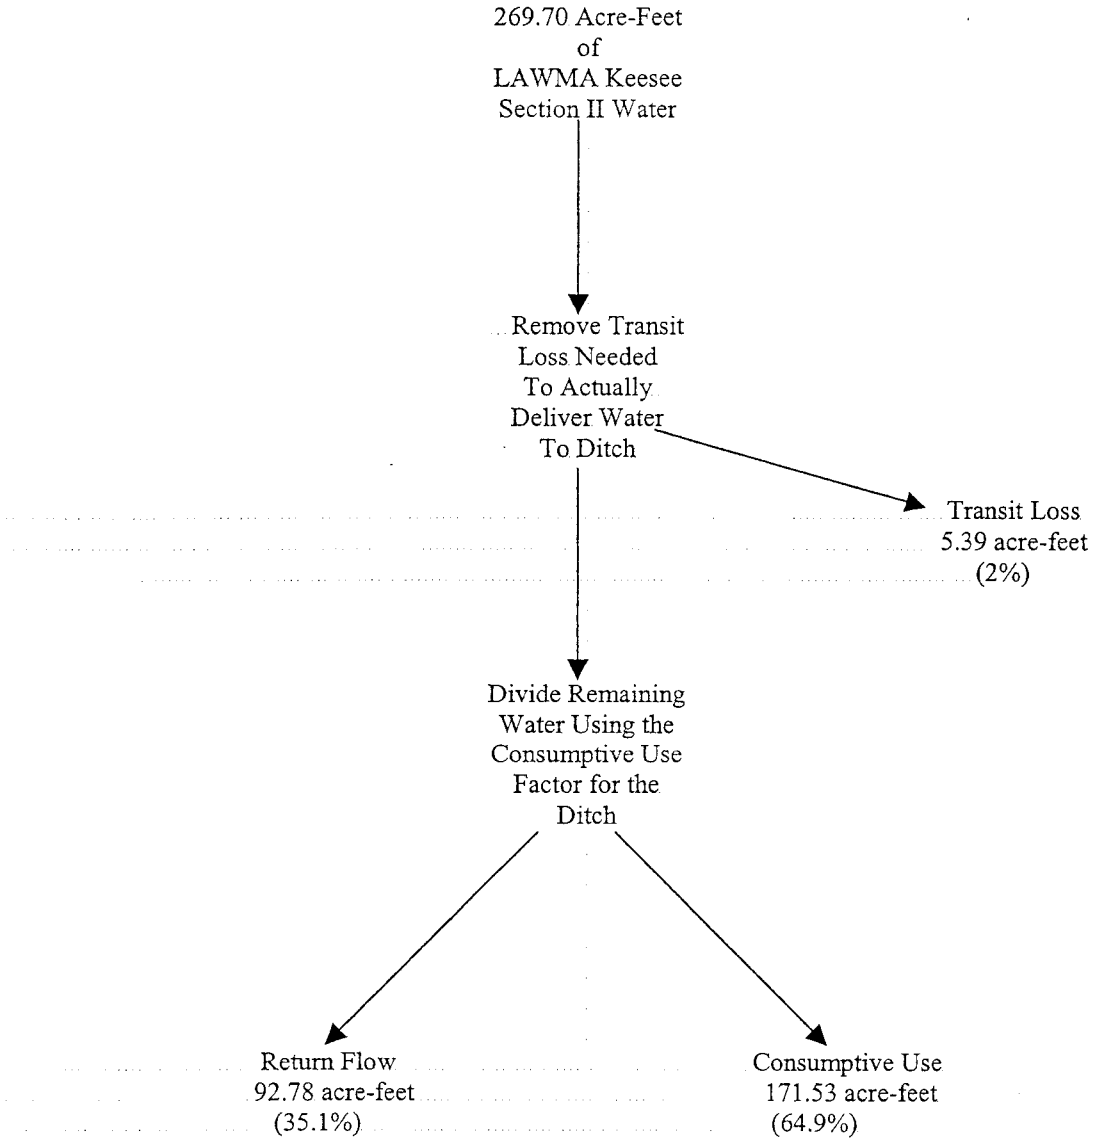 269.70 Acre-Feet
of
LAWMA Keesee
Section II Water
Remove Transit
Loss Needed
To Actually
Deliver Water
To Ditch
Transit Loss
5.39 acre-feet
(2%)
Divide Remaining
Water Using the
Consumptive Use
Factor for the
Ditch
Return Flow
92.78 acre-feet
(35.1%)
Consumptive Use
171.53 acre-feet
(64.9%)